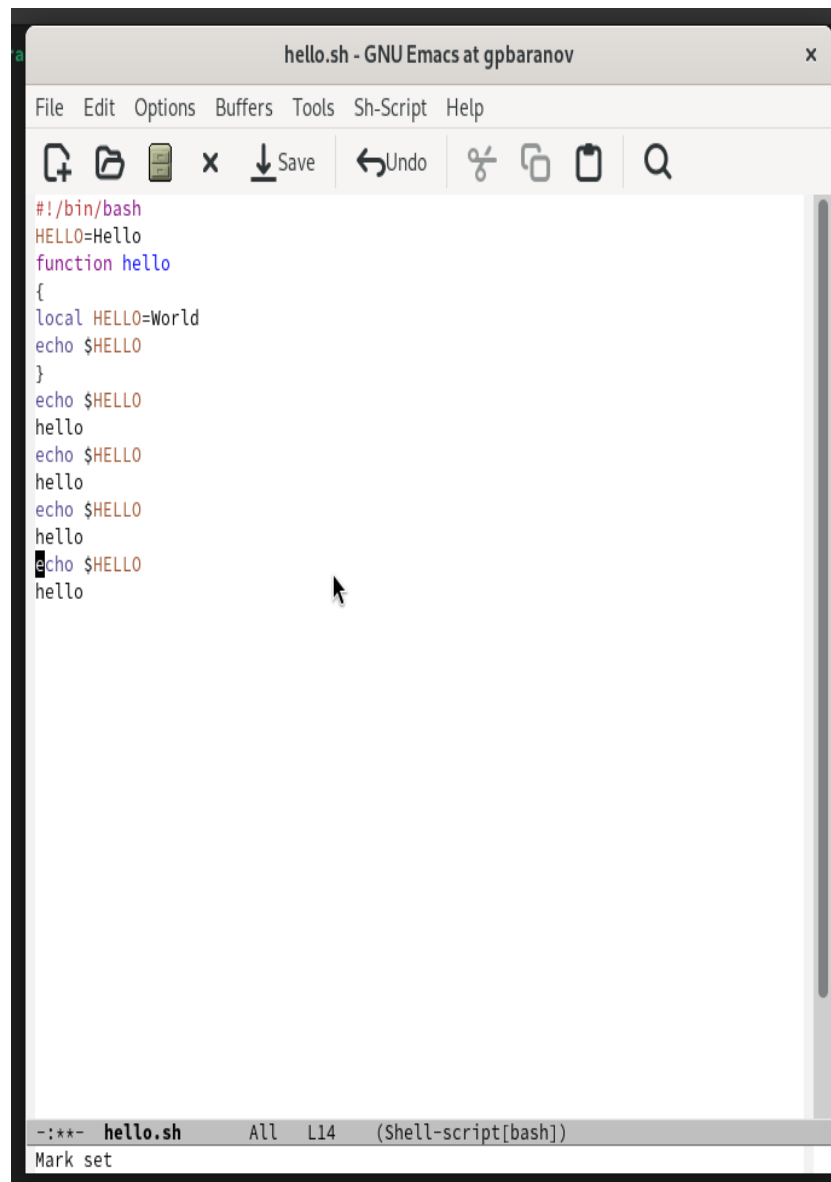 ra
hello.sh - GNU Emacs at gpbaranov x
File Edit Options Buffers Tools Sh-Script Help
Save Undo
#!/bin/bash
HELLO=Hello
function hello
{
local HELLO=World
echo $HELLO
}
echo $HELLO
hello
echo $HELLO
hello
echo $HELLO
hello
echo $HELLO
hello
-:**- hello.sh All L14 (Shell-script[bash])
Mark set